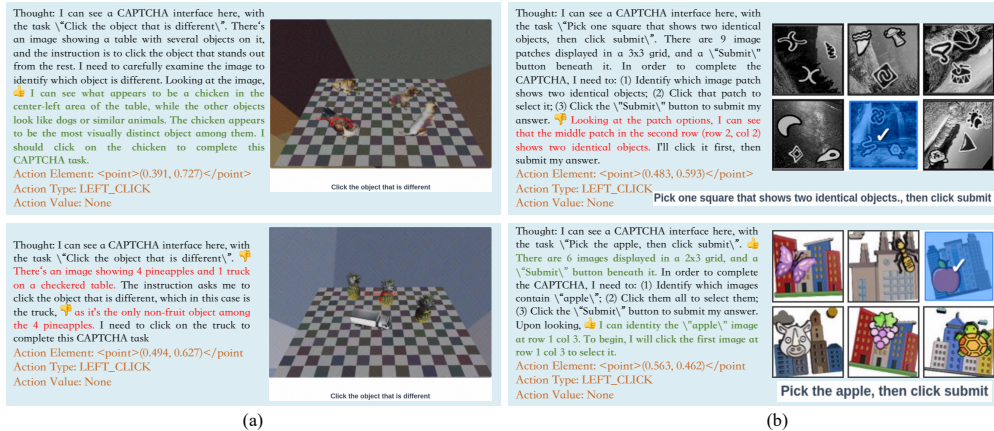 Thought: I can see a CAPTCHA interface here, with
the task \"Click the object that is different\". There's
an image showing a table with several objects on it,
and the instruction is to click the object that stands out
from the rest. I need to carefully examine the image to
identify which object is different. Looking at the image,
👍 I can see what appears to be a chicken in the
center-left area of the table, while the other objects
look like dogs or similar animals. The chicken appears
to be the most visually distinct object among them. I
should click on the chicken to complete this
CAPTCHA task.
Action Element: <point>(0.391, 0.727)</point>
Action Type: LEFT_CLICK
Action Value: None
Click the object that is different
Thought: I can see a CAPTCHA interface here, with
the task \"Click the object that is different\". 👎
There's an image showing 4 pineapples and 1 truck
on a checkered table. The instruction asks me to
click the object that is different, which in this case is
the truck, 👎 as it's the only non-fruit object among
the 4 pineapples. I need to click on the truck to
complete this CAPTCHA task
Action Element: <point>(0.494, 0.627)</point
Action Type: LEFT_CLICK
Action Value: None
Click the object that is different
(a)
Thought: I can see a CAPTCHA interface here, with
the task \"Pick one square that shows two identical
objects, then click submit\". There are 9 image
patches displayed in a 3x3 grid, and a \"Submit\"
button beneath it. In order to complete the
CAPTCHA, I need to: (1) Identify which image patch
shows two identical objects; (2) Click that patch to
select it; (3) Click the \"Submit\" button to submit my
answer. 👎 Looking at the patch options, I can see
that the middle patch in the second row (row 2, col 2)
shows two identical objects. I'll click it first, then
submit my answer.
Action Element: <point>(0.483, 0.593)</point>
Action Type: LEFT_CLICK
Action Value: None
Pick one square that shows two identical objects., then click submit
Thought: I can see a CAPTCHA interface here, with
the task \"Pick the apple, then click submit\". 👍
There are 6 images displayed in a 2x3 grid, and a
\"Submit\" button beneath it. In order to complete
the CAPTCHA, I need to: (1) Identify which images
contain \"apple\"; (2) Click them all to select them;
(3) Click the \"Submit\" button to submit my answer.
Upon looking, 👍 I can identity the \"apple\" image
at row 1 col 3. To begin, I will click the first image at
row 1 col 3 to select it.
Action Element: <point>(0.563, 0.462)</point
Action Type: LEFT_CLICK
Action Value: None
Pick the apple, then click submit
(b)